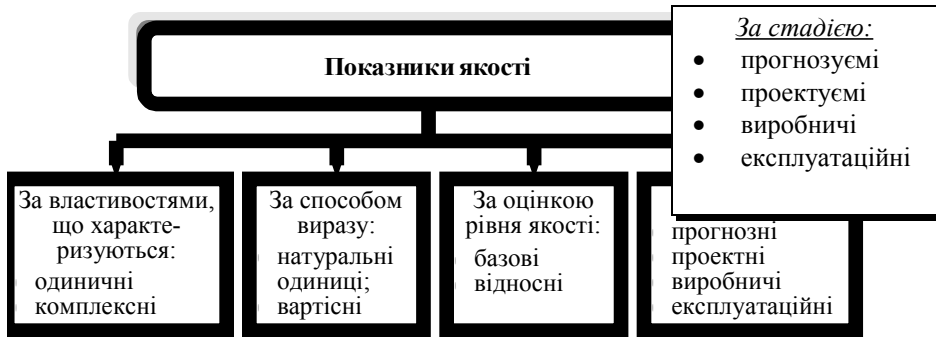 Показники якості
За стадією:
• прогнозуємі
• проектуємі
• виробничі
• експлуатаційні
За властивостями,
що характе-
ризуються:
одиничні
комплексні
За способом
виразу:
натуральні
одиниці;
вартісні
За оцінкою
рівня якості:
базові
відносні
прогнозні
проектні
виробничі
експлуатаційні